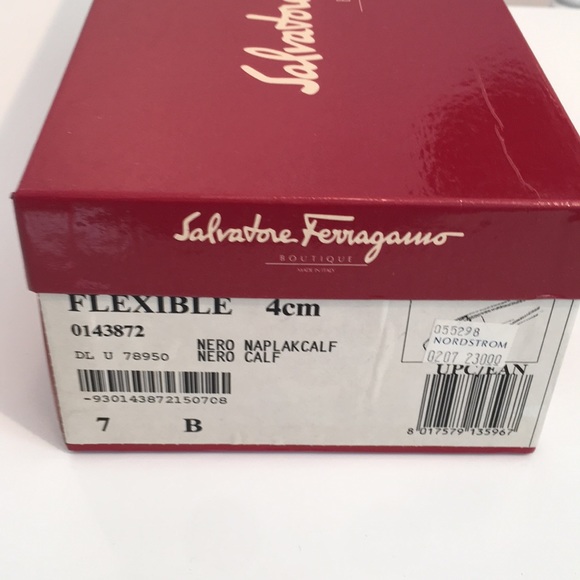 Salvatore
Salvatore Ferragamo
BOUTIQUE
MADE IN ITALY
FLEXIBLE 4cm
0143872
DL U 78950 NERO NAPLAKCALF
NERO CALF
-930143872150708
7 B
055298
NORDSTROM
0207 23000
UPC/EAN
8 017579 135967